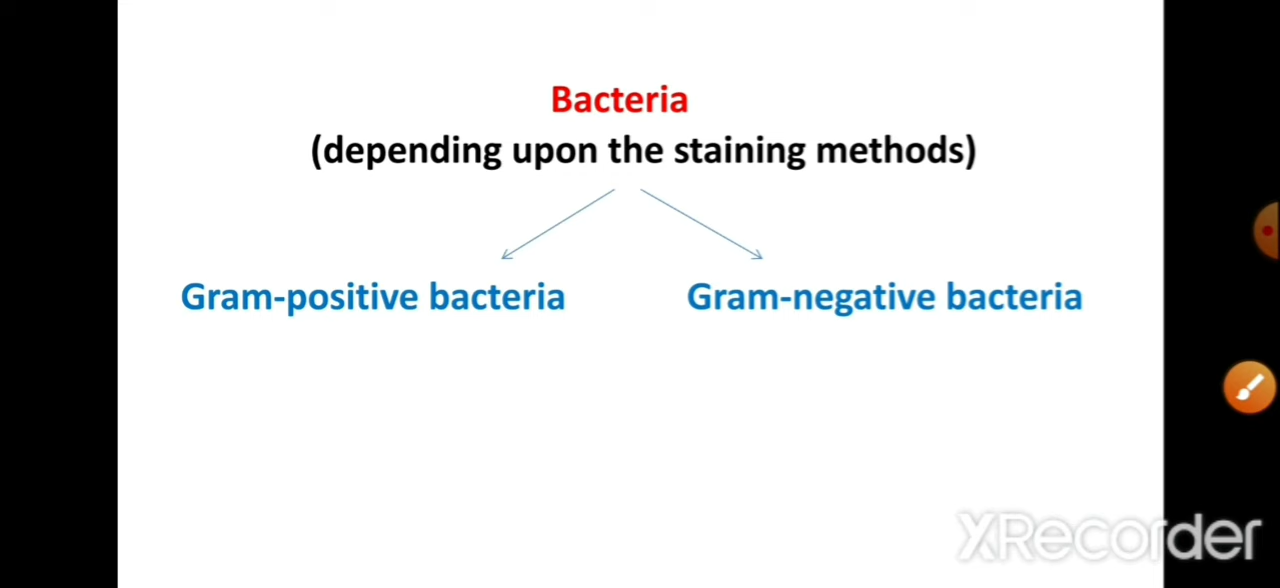 Bacteria
(depending upon the staining methods)
Gram-positive bacteria Gram-negative bacteria
XRecorder